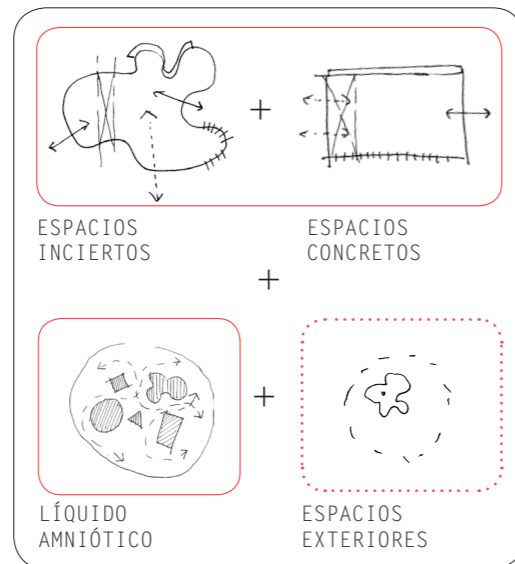 +
ESPACIOS
INCIERTOS
ESPACIOS
CONCRETOS
+
+
LÍQUIDO
AMNIÓTICO
ESPACIOS
EXTERIORES